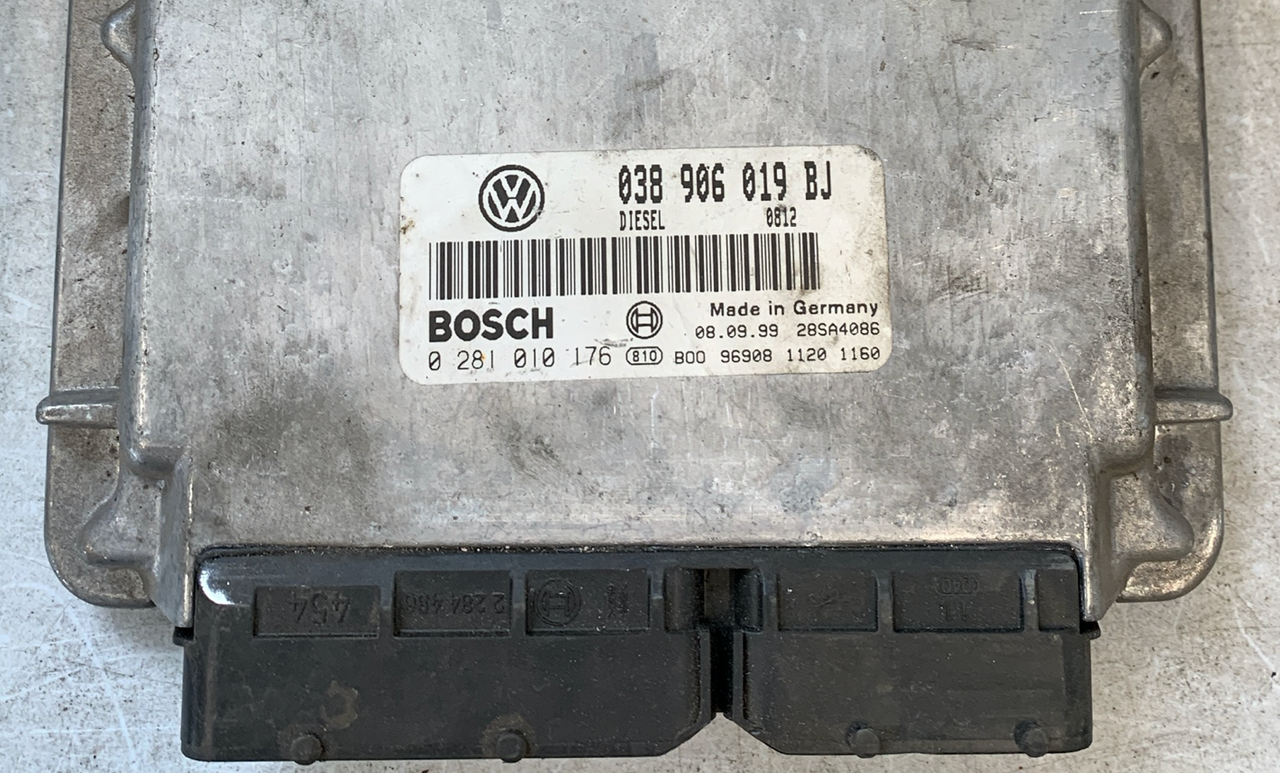 VW
038 906 019 BJ
DIESEL 0812
BOSCH
Made in Germany
08.09.99 28SA4086
0 281 010 176 810 B00 96908 1120 1160
454
2 284 486